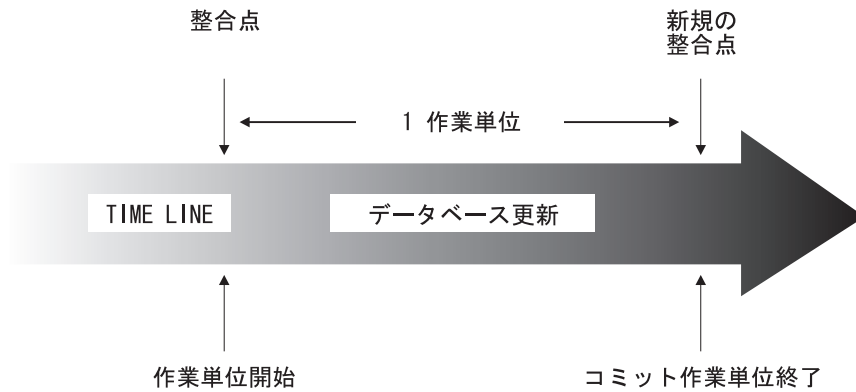 整合点
新規の
整合点
1 作業単位
TIME LINE
データベース更新
作業単位開始
コミット作業単位終了